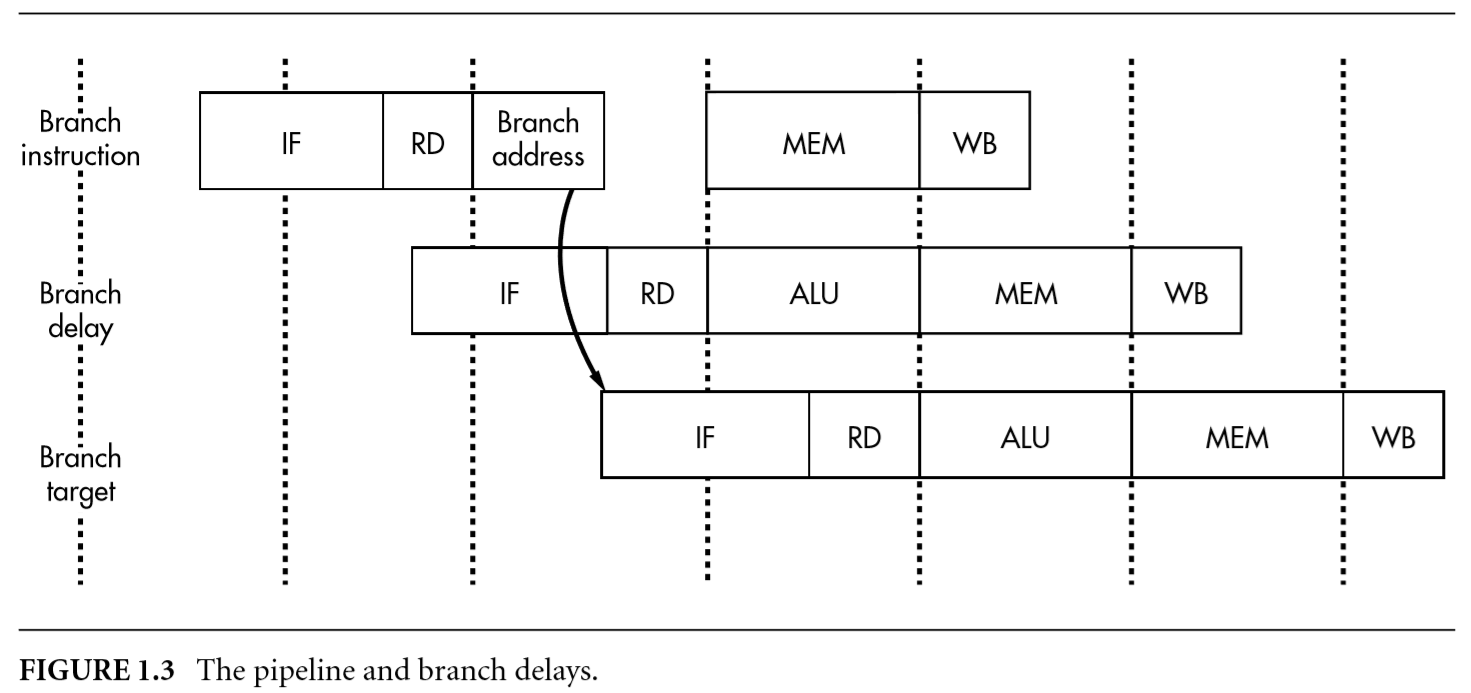 Branch
instruction
IF
RD
Branch
address
MEM
WB
Branch
delay
IF
RD
ALU
MEM
WB
Branch
target
IF
RD
ALU
MEM
WB
FIGURE 1.3 The pipeline and branch delays.